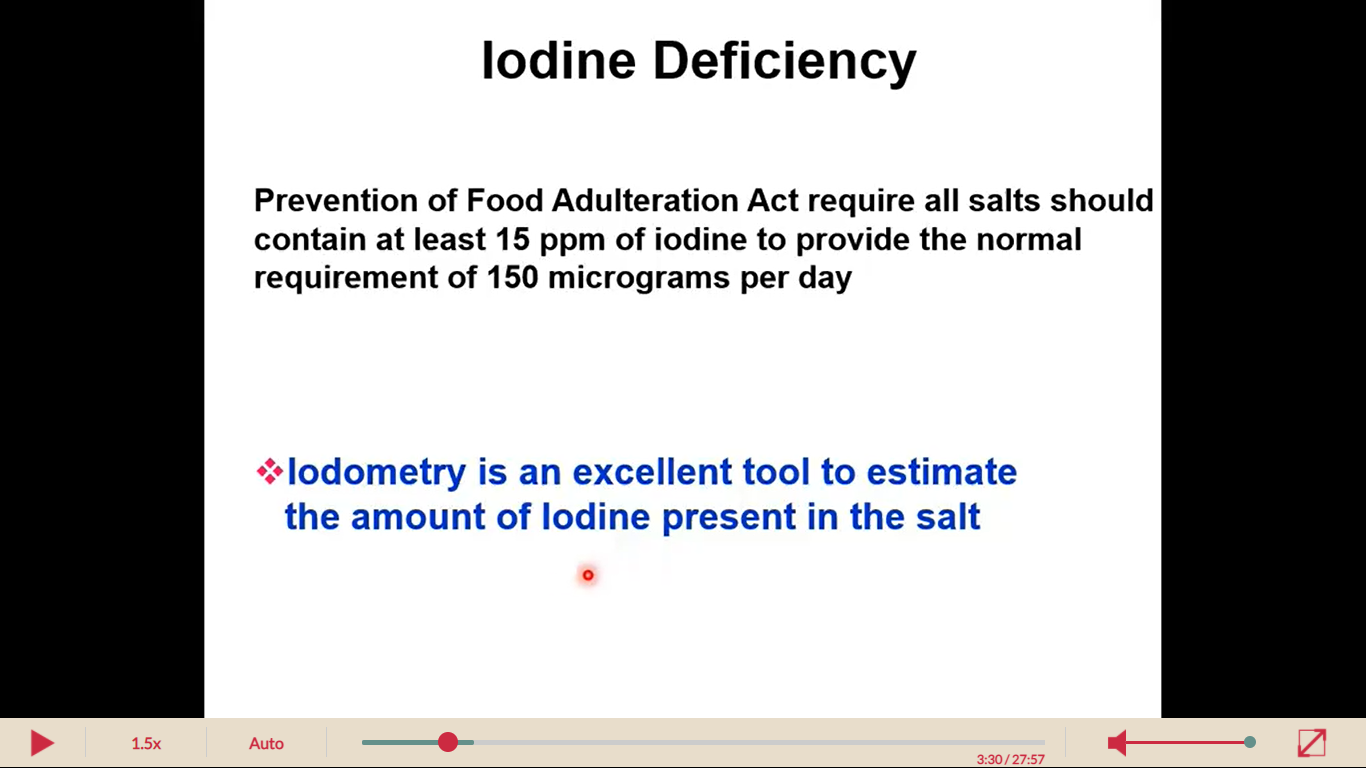 Iodine Deficiency
Prevention of Food Adulteration Act require all salts should
contain at least 15 ppm of iodine to provide the normal
requirement of 150 micrograms per day
❖Iodometry is an excellent tool to estimate
the amount of Iodine present in the salt
1.5x
Auto
3:30 / 27:57